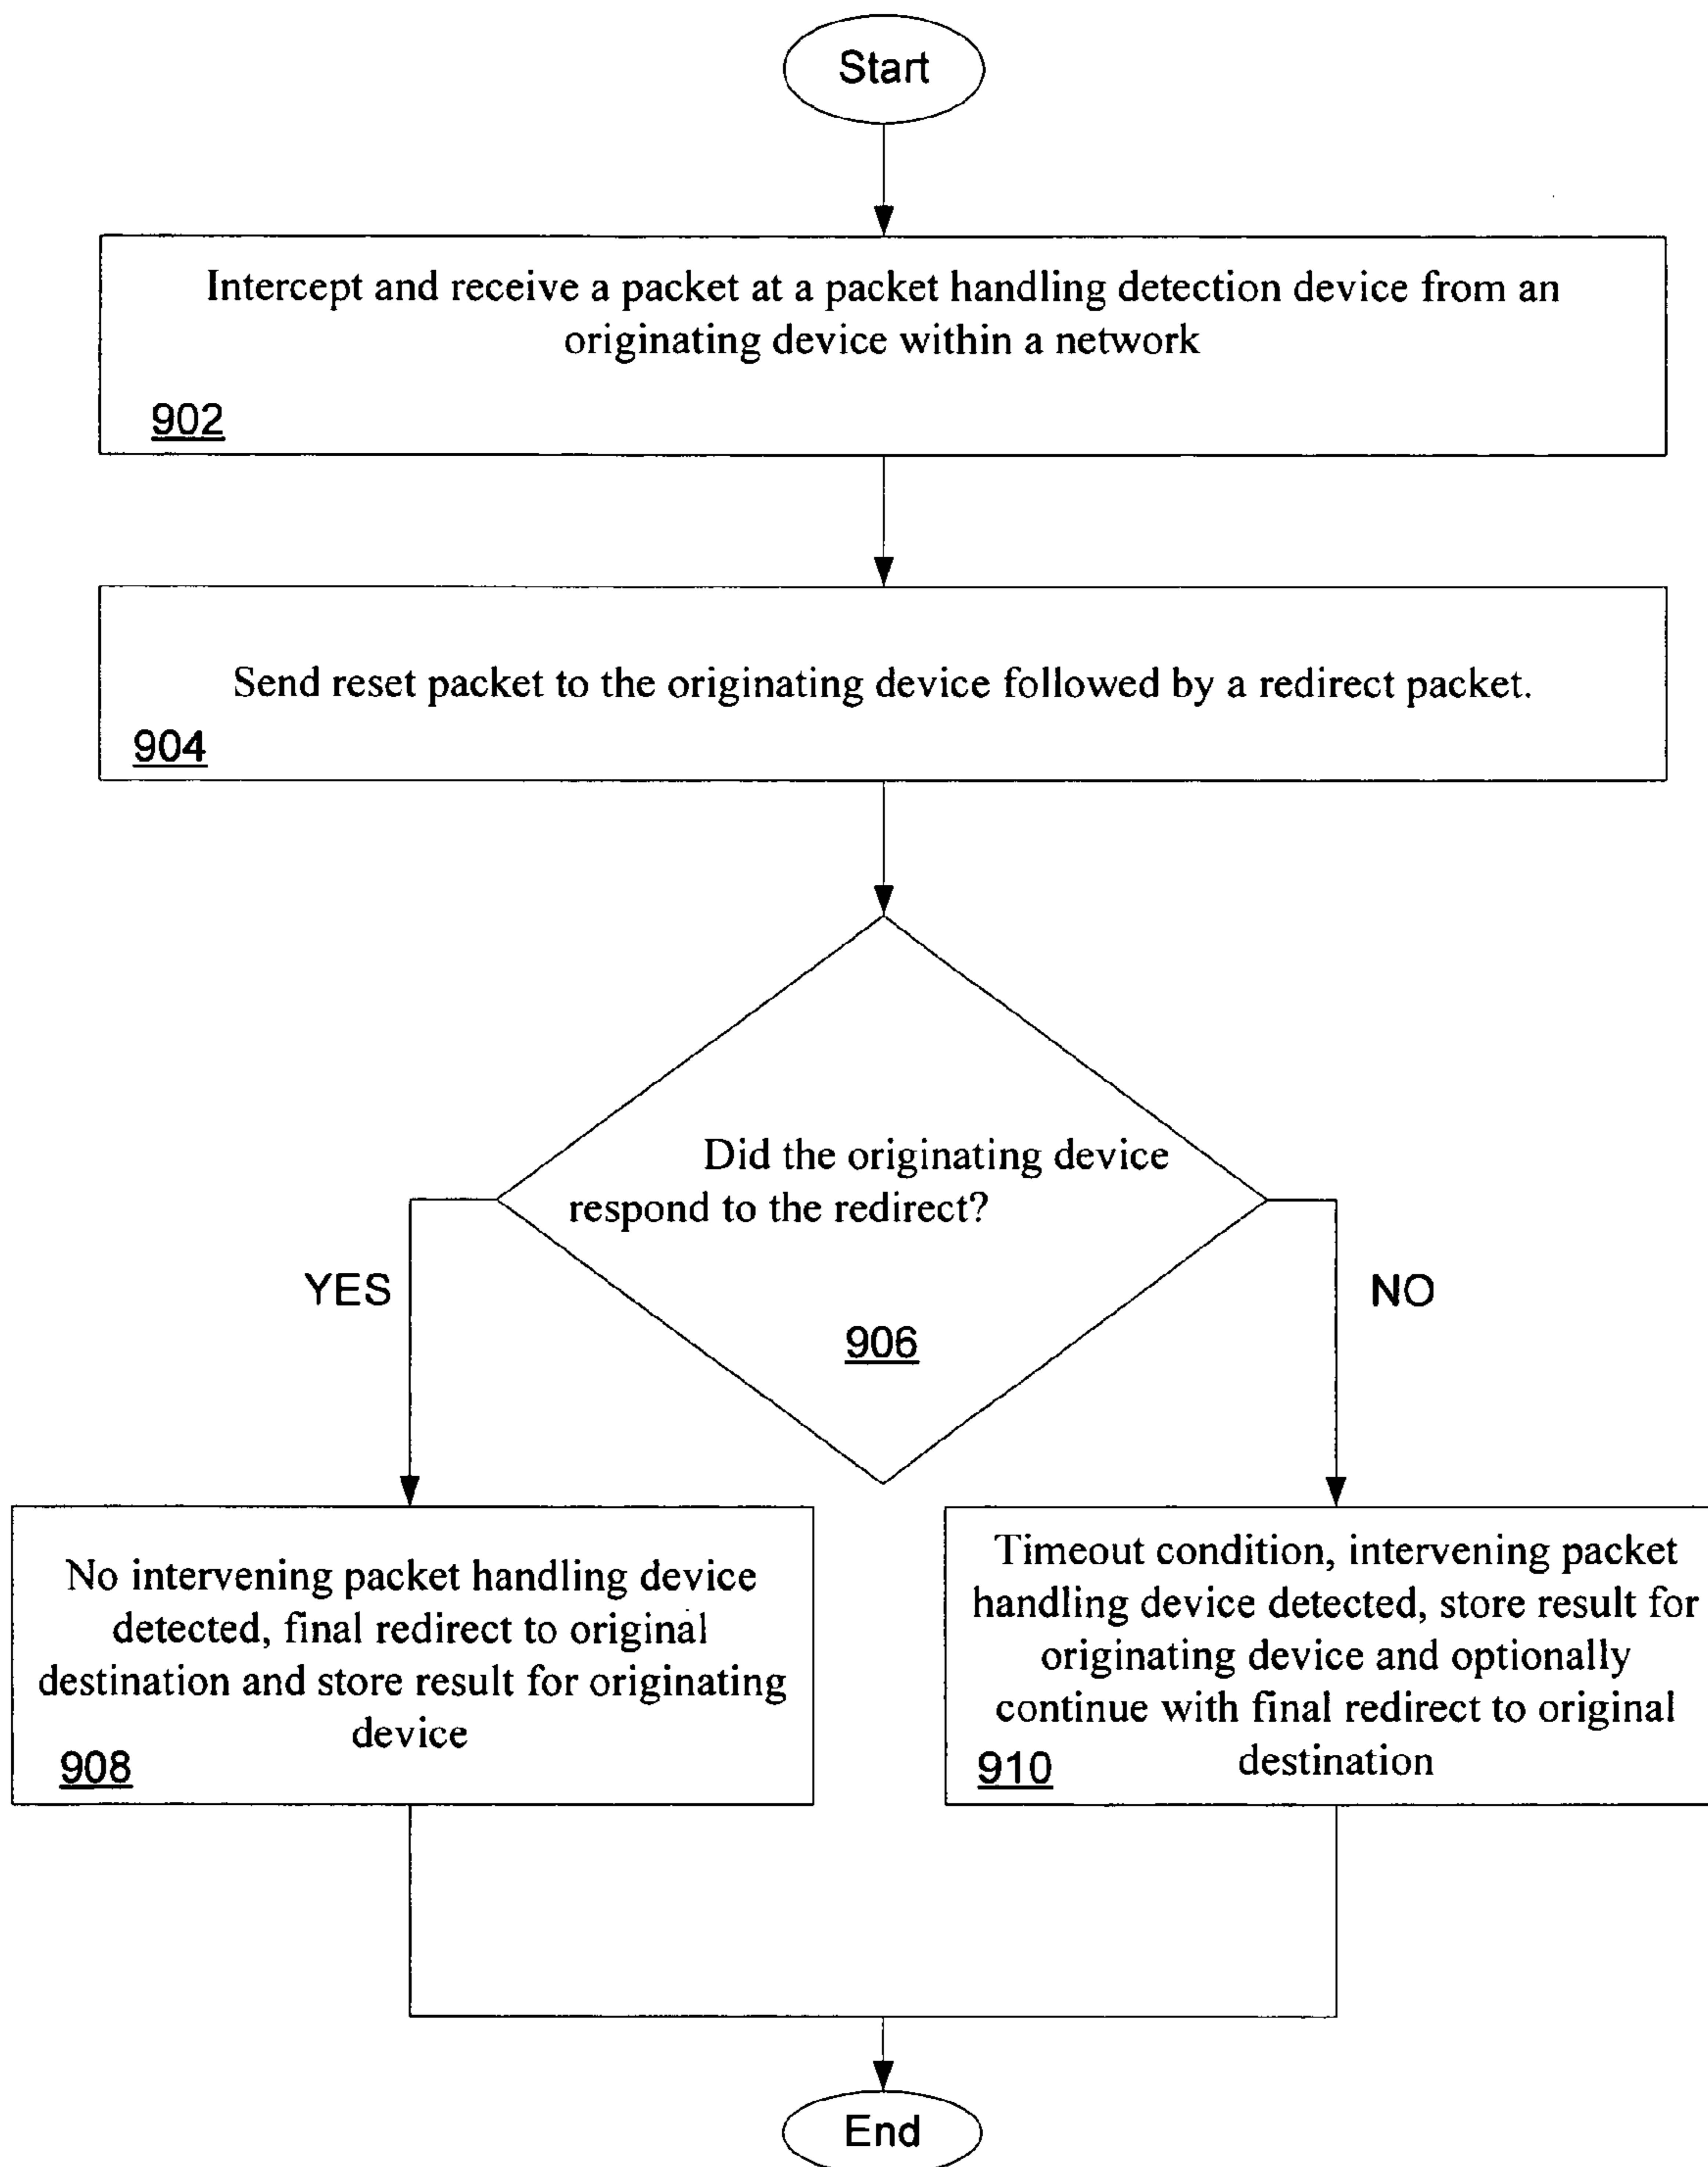 Start
Intercept and receive a packet at a packet handling detection device from an
originating device within a network
902
Send reset packet to the originating device followed by a redirect packet.
904
Did the originating device
respond to the redirect?
906
YES
NO
No intervening packet handling device
detected, final redirect to original
destination and store result for originating
device
908
Timeout condition, intervening packet
handling device detected, store result for
originating device and optionally
continue with final redirect to original
destination
910
End